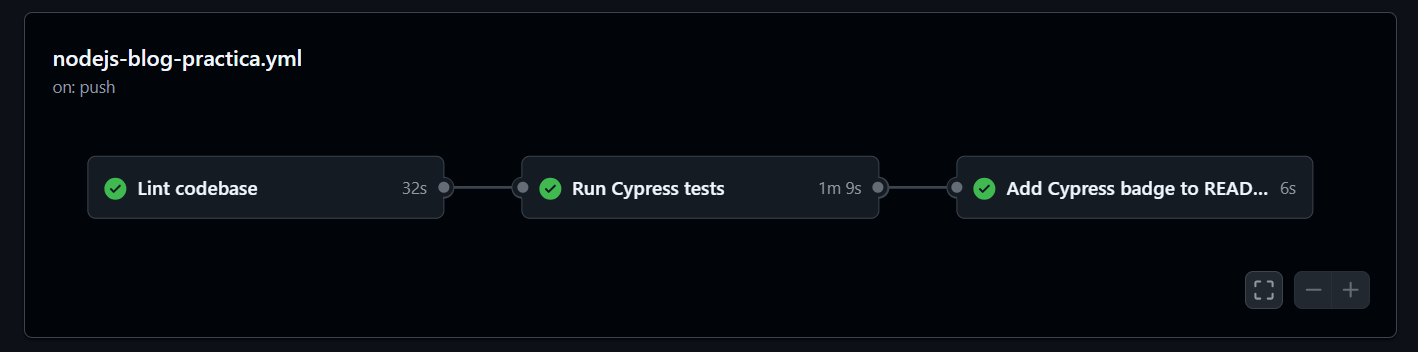 nodejs-blog-practica.yml
on: push
Lint codebase 32s
Run Cypress tests 1m 9s
Add Cypress badge to READ... 6s